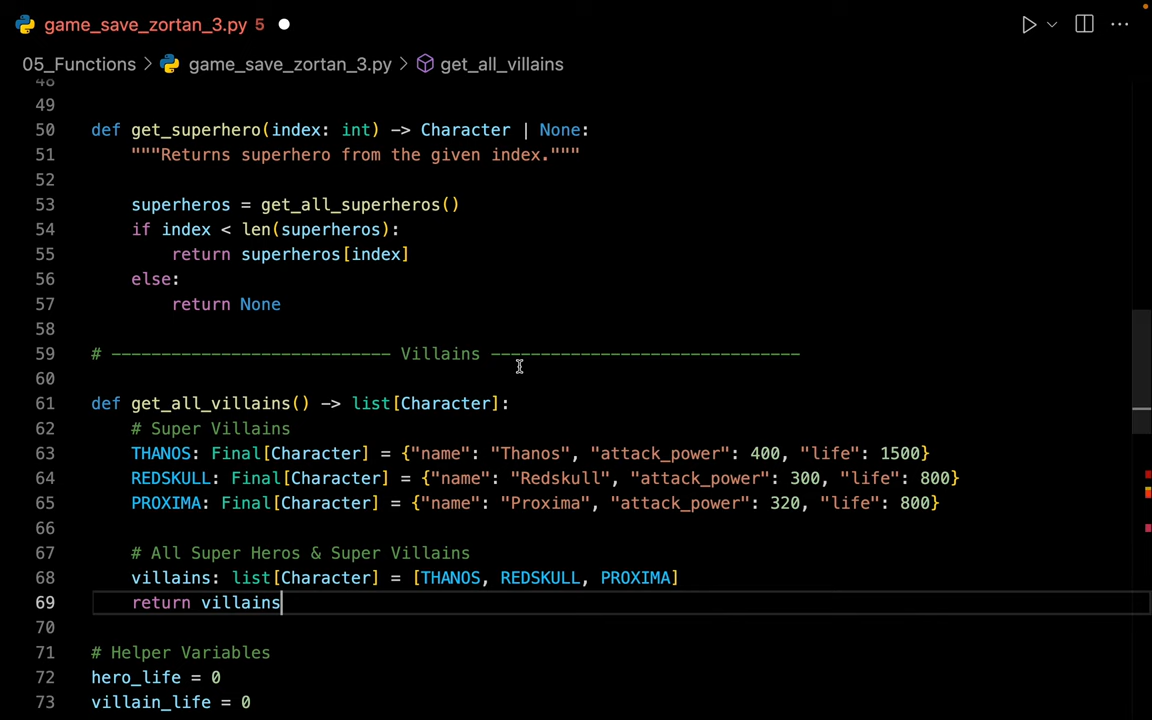 game_save_zortan_3.py 5
05_Functions > game_save_zortan_3.py > get_all_villains
48
49
50 def get_superhero(index: int) -> Character | None:
51 """Returns superhero from the given index."""
52
53 superheros = get_all_superheros()
54 if index < len(superheros):
55 return superheros[index]
56 else:
57 return None
58
59 # ---------------------------- Villains -------------------------------
60
61 def get_all_villains() -> list[Character]:
62 # Super Villains
63 THANOS: Final[Character] = {"name": "Thanos", "attack_power": 400, "life": 1500}
64 REDSKULL: Final[Character] = {"name": "Redskull", "attack_power": 300, "life": 800}
65 PROXIMA: Final[Character] = {"name": "Proxima", "attack_power": 320, "life": 800}
66
67 # All Super Heros & Super Villains
68 villains: list[Character] = [THANOS, REDSKULL, PROXIMA]
69 return villains
70
71 # Helper Variables
72 hero_life = 0
73 villain_life = 0